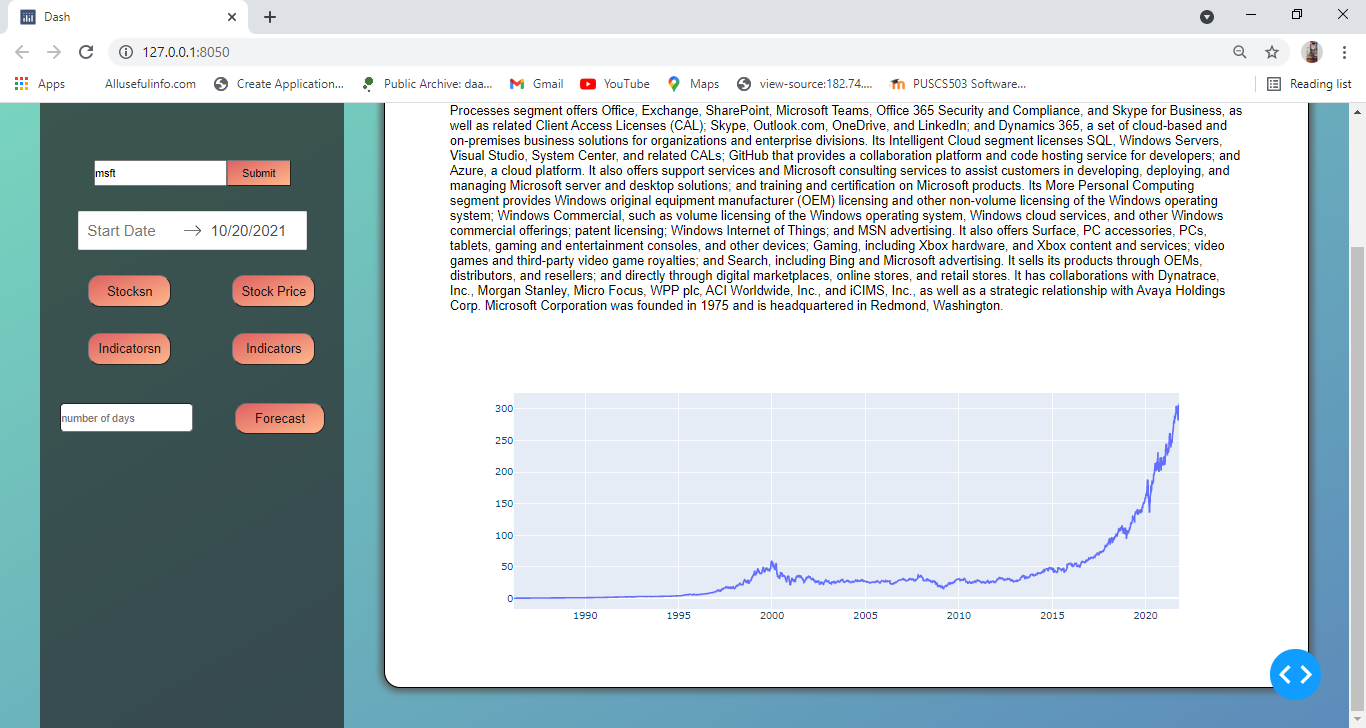 Dash
127.0.0.1:8050
Apps
Allusefulinfo.com
Create Application...
Public Archive: daa...
Gmail
YouTube
Maps
view-source:182.74....
PUSCS503 Software...
Reading list
msft
Submit
Start Date
10/20/2021
Stocksn
Stock Price
Indicatorsn
Indicators
number of days
Forecast
Processes segment offers Office, Exchange, SharePoint, Microsoft Teams, Office 365 Security and Compliance, and Skype for Business, as
well as related Client Access Licenses (CAL); Skype, Outlook.com, OneDrive, and LinkedIn; and Dynamics 365, a set of cloud-based and
on-premises business solutions for organizations and enterprise divisions. Its Intelligent Cloud segment licenses SQL, Windows Servers,
Visual Studio, System Center, and related CALs; GitHub that provides a collaboration platform and code hosting service for developers; and
Azure, a cloud platform. It also offers support services and Microsoft consulting services to assist customers in developing, deploying, and
managing Microsoft server and desktop solutions; and training and certification on Microsoft products. Its More Personal Computing
segment provides Windows original equipment manufacturer (OEM) licensing and other non-volume licensing of the Windows operating
system; Windows Commercial, such as volume licensing of the Windows operating system, Windows cloud services, and other Windows
commercial offerings; patent licensing; Windows Internet of Things; and MSN advertising. It also offers Surface, PC accessories, PCs,
tablets, gaming and entertainment consoles, and other devices; Gaming, including Xbox hardware, and Xbox content and services; video
games and third-party video game royalties; and Search, including Bing and Microsoft advertising. It sells its products through OEMs,
distributors, and resellers; and directly through digital marketplaces, online stores, and retail stores. It has collaborations with Dynatrace,
Inc., Morgan Stanley, Micro Focus, WPP plc, ACI Worldwide, Inc., and iCIMS, Inc., as well as a strategic relationship with Avaya Holdings
Corp. Microsoft Corporation was founded in 1975 and is headquartered in Redmond, Washington.
300
250
200
150
100
50
0
1990
1995
2000
2005
2010
2015
2020